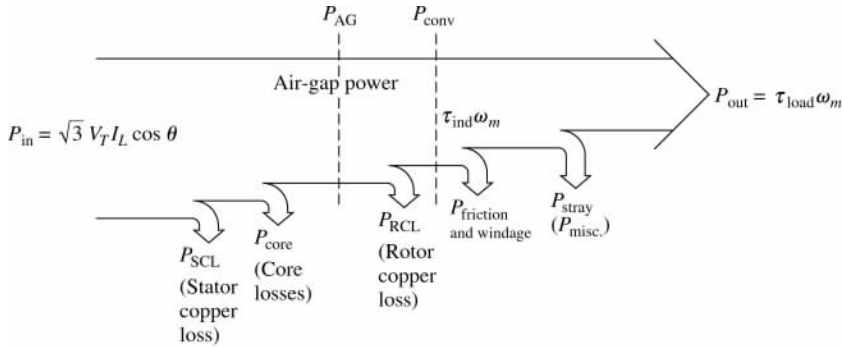 P_AG
P_conv
Air-gap power
P_in = √3 V_T I_L cos θ
τ_ind ω_m
P_out = τ_load ω_m
P_SCL
(Stator
copper
loss)
P_core
(Core
losses)
P_RCL
(Rotor
copper
loss)
P_friction
and windage
P_stray
(P_misc.)